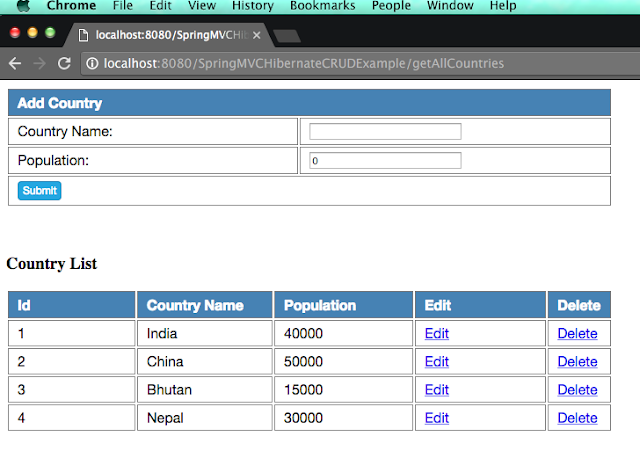 Chrome File Edit View History Bookmarks People Window Help
localhost:8080/SpringMVCHi
localhost:8080/SpringMVCHibernateCRUDExample/getAllCountries
Add Country
Country Name:
Population: 0
Submit
Country List
Id Country Name Population Edit Delete
1 India 40000 Edit Delete
2 China 50000 Edit Delete
3 Bhutan 15000 Edit Delete
4 Nepal 30000 Edit Delete